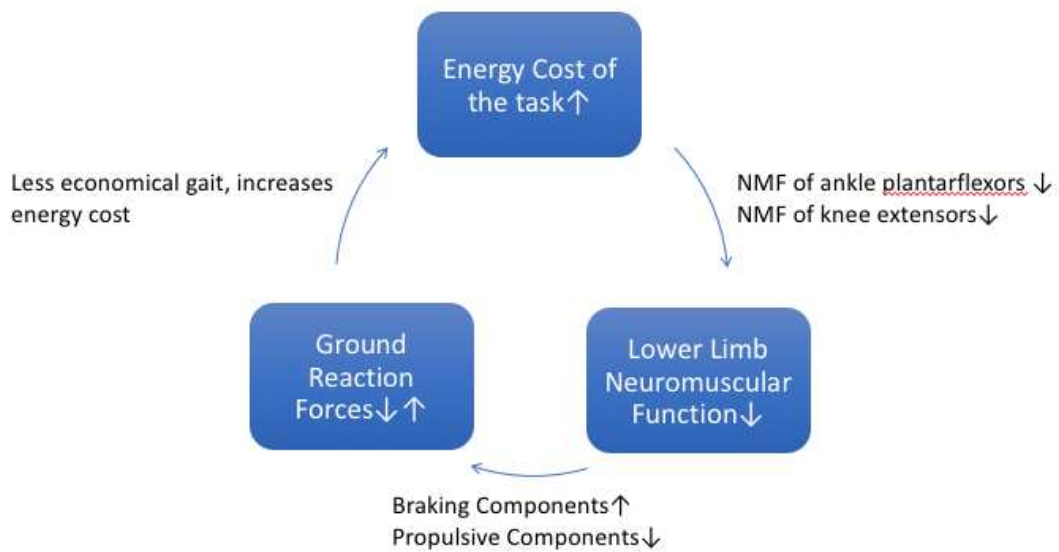 Energy Cost of
the task↑
Less economical gait, increases
energy cost
NMF of ankle plantarflexors ↓
NMF of knee extensors↓
Ground
Reaction
Forces↓↑
Lower Limb
Neuromuscular
Function↓
Braking Components↑
Propulsive Components↓